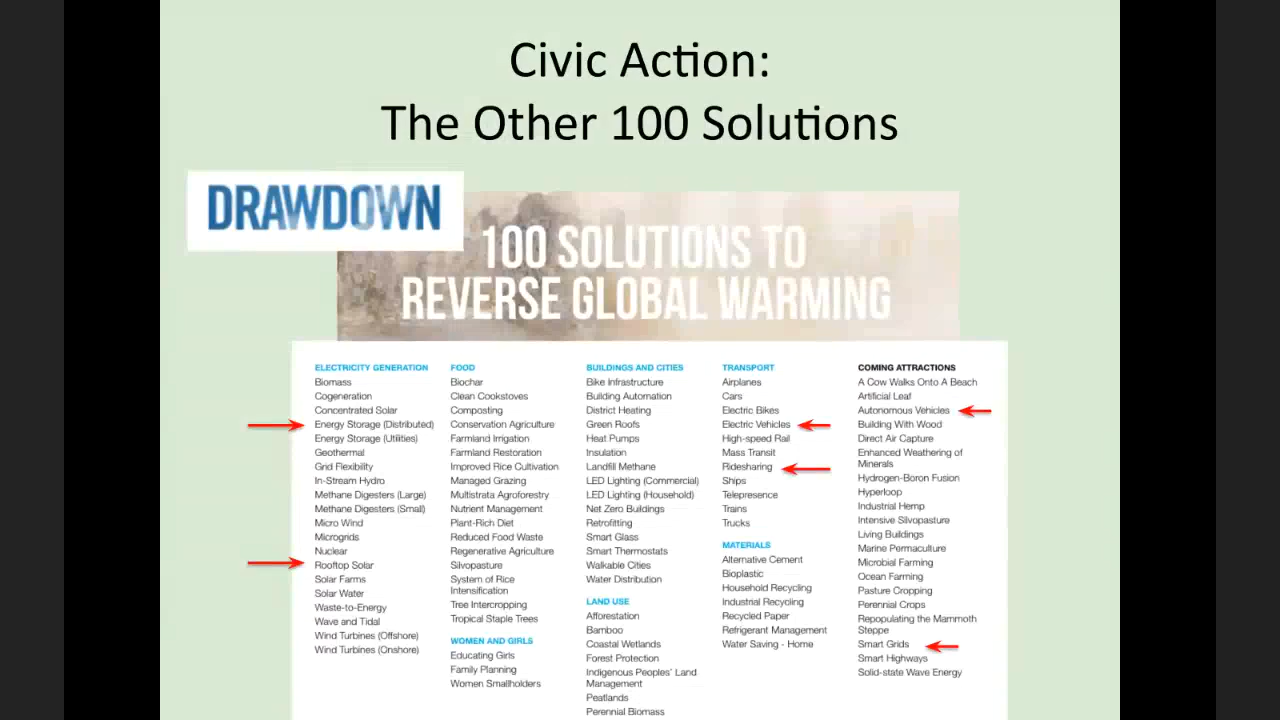 Civic Action:
The Other 100 Solutions
DRAWDOWN
100 SOLUTIONS TO
REVERSE GLOBAL WARMING
ELECTRICITY GENERATION
Biomass
Cogeneration
Concentrated Solar
Energy Storage (Distributed)
Energy Storage (Utilities)
Geothermal
Grid Flexibility
In-Stream Hydro
Methane Digesters (Large)
Methane Digesters (Small)
Micro Wind
Microgrids
Nuclear
Rooftop Solar
Solar Farms
Solar Water
Waste-to-Energy
Wave and Tidal
Wind Turbines (Offshore)
Wind Turbines (Onshore)
FOOD
Biochar
Clean Cookstoves
Composting
Conservation Agriculture
Farmland Irrigation
Farmland Restoration
Improved Rice Cultivation
Managed Grazing
Multistrata Agroforestry
Nutrient Management
Plant-Rich Diet
Reduced Food Waste
Regenerative Agriculture
Silvopasture
System of Rice
Intensification
Tree Intercropping
Tropical Staple Trees
WOMEN AND GIRLS
Educating Girls
Family Planning
Women Smallholders
BUILDINGS AND CITIES
Bike Infrastructure
Building Automation
District Heating
Green Roofs
Heat Pumps
Insulation
Landfill Methane
LED Lighting (Commercial)
LED Lighting (Household)
Net Zero Buildings
Retrofitting
Smart Glass
Smart Thermostats
Walkable Cities
Water Distribution
LAND USE
Afforestation
Bamboo
Coastal Wetlands
Forest Protection
Indigenous Peoples' Land
Management
Peatlands
Perennial Biomass
TRANSPORT
Airplanes
Cars
Electric Bikes
Electric Vehicles
High-speed Rail
Mass Transit
Ridesharing
Ships
Telepresence
Trains
Trucks
MATERIALS
Alternative Cement
Bioplastic
Household Recycling
Industrial Recycling
Recycled Paper
Refrigerant Management
Water Saving - Home
COMING ATTRACTIONS
A Cow Walks Onto A Beach
Artificial Leaf
Autonomous Vehicles
Building With Wood
Direct Air Capture
Enhanced Weathering of
Minerals
Hydrogen-Boron Fusion
Hyperloop
Industrial Hemp
Intensive Silvopasture
Living Buildings
Marine Permaculture
Microbial Farming
Ocean Farming
Pasture Cropping
Perennial Crops
Repopulating the Mammoth
Steppe
Smart Grids
Smart Highways
Solid-state Wave Energy